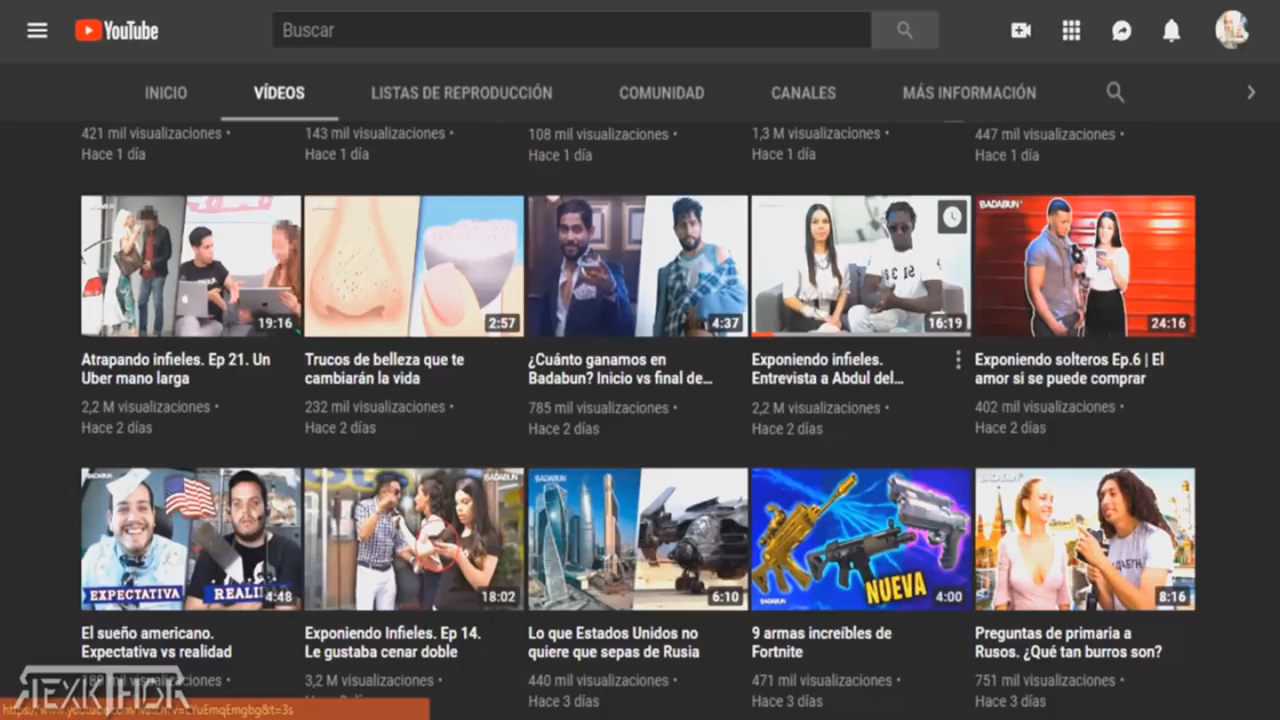 YouTube
Buscar
INICIO
VÍDEOS
LISTAS DE REPRODUCCIÓN
COMUNIDAD
CANALES
MÁS INFORMACIÓN
421 mil visualizaciones •
Hace 1 día
143 mil visualizaciones •
Hace 1 día
108 mil visualizaciones •
Hace 1 día
1,3 M visualizaciones •
Hace 1 día
447 mil visualizaciones •
Hace 1 día
19:16
Atrapando infieles. Ep 21. Un
Uber mano larga
2,2 M visualizaciones •
Hace 2 días
2:57
Trucos de belleza que te
cambiarán la vida
232 mil visualizaciones •
Hace 2 días
BADABUN
4:37
¿Cuánto ganamos en
Badabun? Inicio vs final de...
785 mil visualizaciones •
Hace 2 días
16:19
Exponiendo infieles.
Entrevista a Abdul del...
2,2 M visualizaciones •
Hace 2 días
BADABUN
24:16
Exponiendo solteros Ep.6 | El
amor si se puede comprar
402 mil visualizaciones •
Hace 2 días
EXPECTATIVA
REALI
4:48
El sueño americano.
Expectativa vs realidad
visualizaciones •
BADABUN
18:02
Exponiendo Infieles. Ep 14.
Le gustaba cenar doble
3,2 M visualizaciones •
BADABUN
6:10
Lo que Estados Unidos no
quiere que sepas de Rusia
440 mil visualizaciones •
Hace 3 días
NUEVA
BADABUN
4:00
9 armas increíbles de
Fortnite
471 mil visualizaciones •
Hace 3 días
BADABUN
8:16
Preguntas de primaria a
Rusos. ¿Qué tan burros son?
751 mil visualizaciones •
Hace 3 días
TEXKTHOR